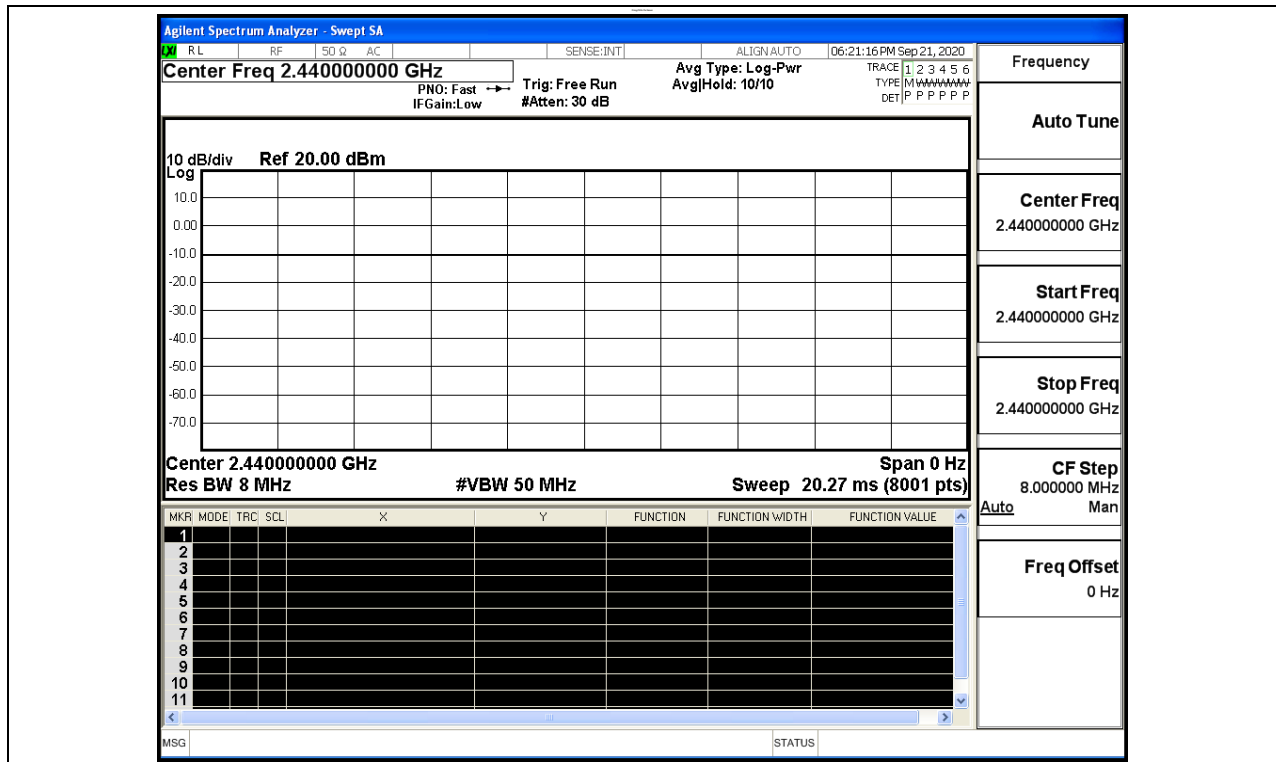 Agilent Spectrum Analyzer - Swept SA
LXI RL RF 50 Ω AC SENSE:INT ALIGN AUTO 06:21:16 PM Sep 21, 2020
Center Freq 2.440000000 GHz
PNO: Fast
IFGain:Low
Trig: Free Run
#Atten: 30 dB
Avg Type: Log-Pwr
Avg|Hold: 10/10
TRACE 1 2 3 4 5 6
TYPE M WWWWW
DET P P P P P P
10 dB/div Ref 20.00 dBm
Log
10.0
0.00
-10.0
-20.0
-30.0
-40.0
-50.0
-60.0
-70.0
Center 2.440000000 GHz Span 0 Hz
Res BW 8 MHz #VBW 50 MHz Sweep 20.27 ms (8001 pts)
MKR MODE TRC SCL X Y FUNCTION FUNCTION WIDTH FUNCTION VALUE
1
2
3
4
5
6
7
8
9
10
11
MSG STATUS
Frequency
Auto Tune
Center Freq
2.440000000 GHz
Start Freq
2.440000000 GHz
Stop Freq
2.440000000 GHz
CF Step
8.000000 MHz
Auto Man
Freq Offset
0 Hz